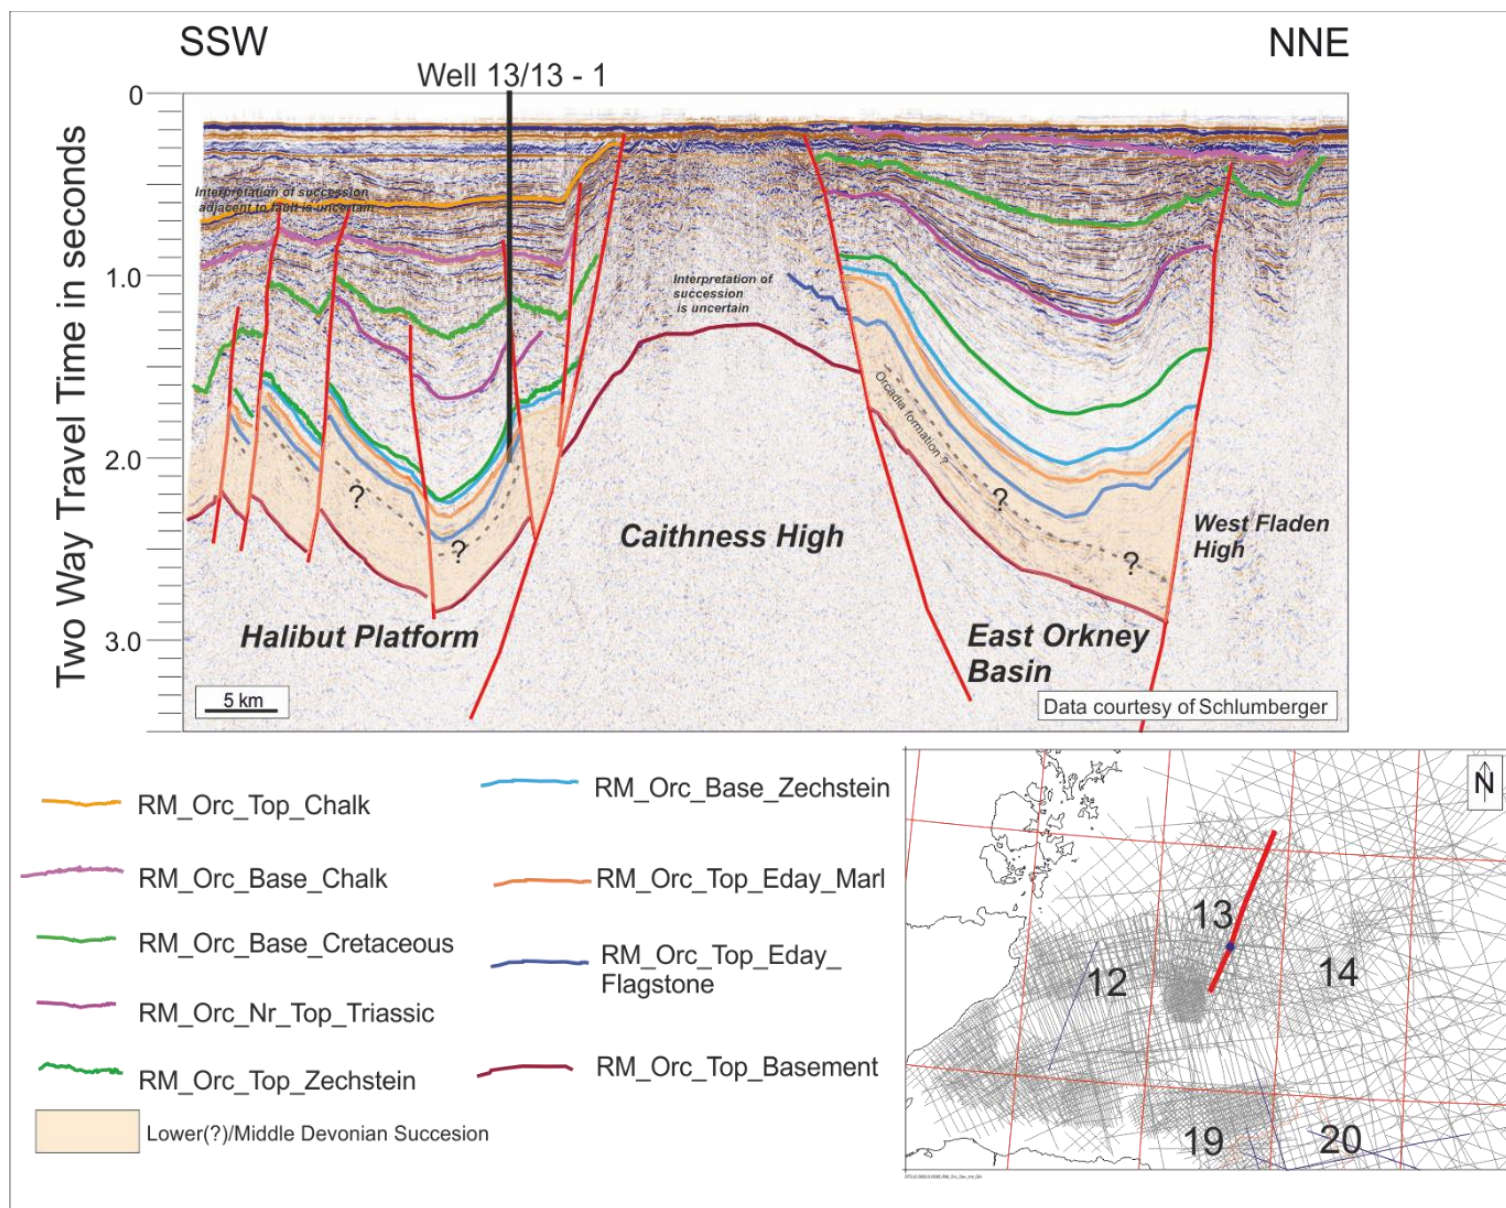 SSW
NNE
Well 13/13 - 1
Two Way Travel Time in seconds
0
1.0
2.0
3.0
Interpretation of succession
adjacent to fault is uncertain
Interpretation of
succession
is uncertain
Orcadia formation ?
?
?
?
?
Caithness High
West Fladen
High
Halibut Platform
East Orkney
Basin
5 km
Data courtesy of Schlumberger
RM_Orc_Top_Chalk
RM_Orc_Base_Chalk
RM_Orc_Base_Cretaceous
RM_Orc_Nr_Top_Triassic
RM_Orc_Top_Zechstein
Lower(?)/Middle Devonian Succesion
RM_Orc_Base_Zechstein
RM_Orc_Top_Eday_Marl
RM_Orc_Top_Eday_
Flagstone
RM_Orc_Top_Basement
N
13
12
14
19
20